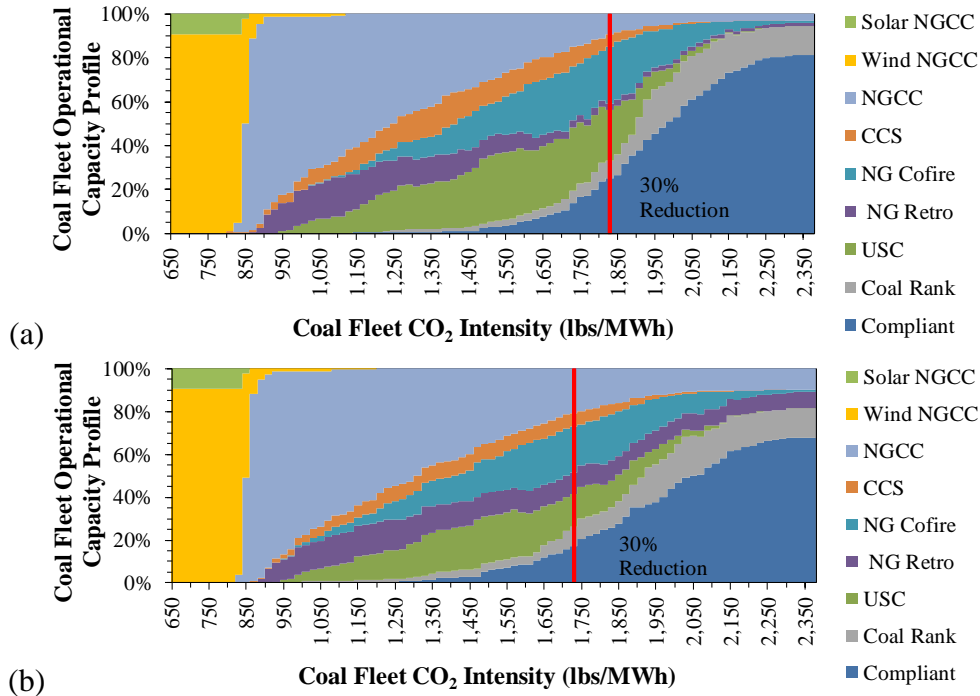 Coal Fleet Operational
Capacity Profile
100%
80%
60%
40%
20%
0%
30%
Reduction
650
750
850
950
1,050
1,150
1,250
1,350
1,450
1,550
1,650
1,750
1,850
1,950
2,050
2,150
2,250
2,350
Coal Fleet CO₂ Intensity (lbs/MWh)
(a)
Solar NGCC
Wind NGCC
NGCC
CCS
NG Cofire
NG Retro
USC
Coal Rank
Compliant
Coal Fleet Operational
Capacity Profile
100%
80%
60%
40%
20%
0%
30%
Reduction
650
750
850
950
1,050
1,150
1,250
1,350
1,450
1,550
1,650
1,750
1,850
1,950
2,050
2,150
2,250
2,350
Coal Fleet CO₂ Intensity (lbs/MWh)
(b)
Solar NGCC
Wind NGCC
NGCC
CCS
NG Cofire
NG Retro
USC
Coal Rank
Compliant